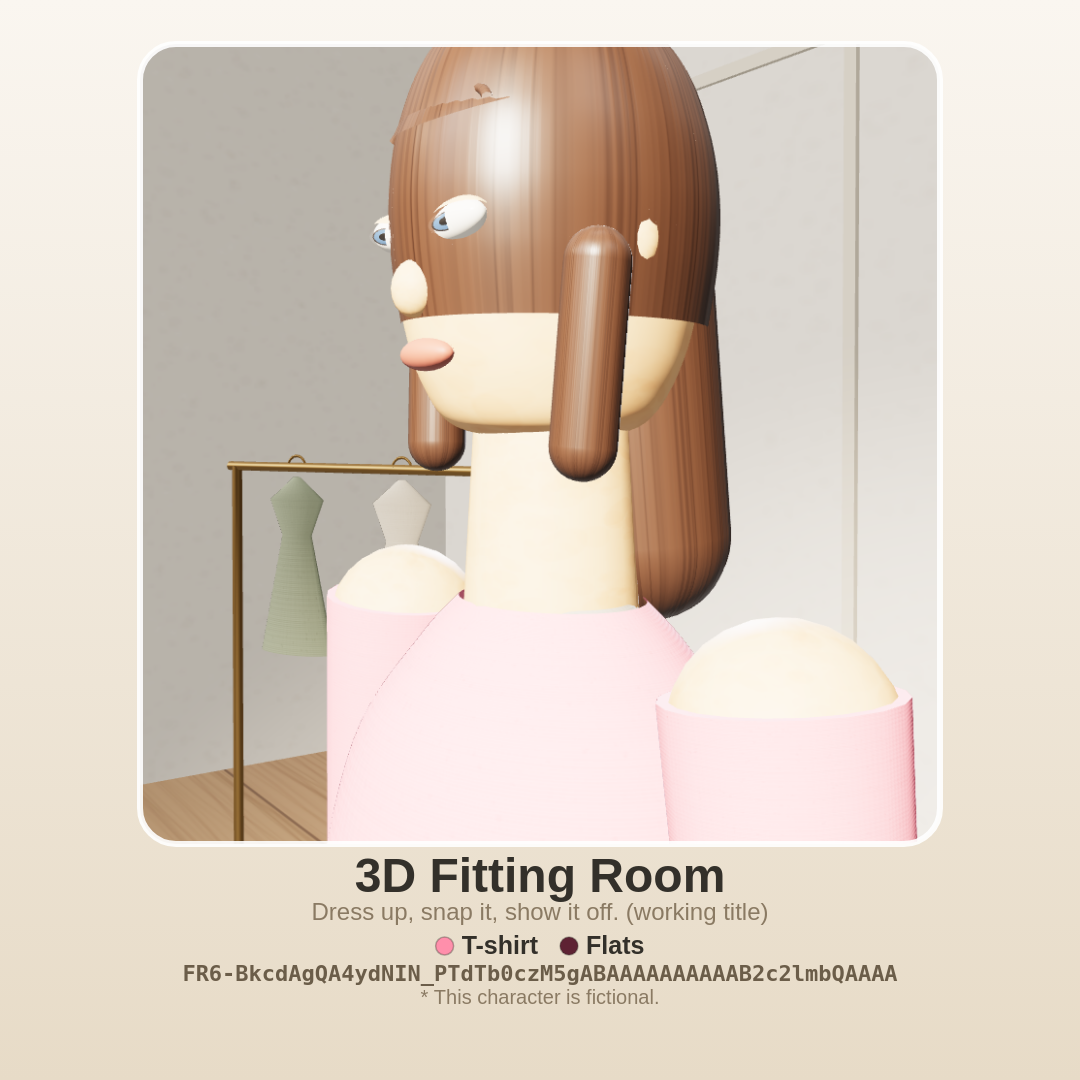 3D Fitting Room
Dress up, snap it, show it off. (working title)
T-shirt Flats
FR6-BkcdAgQA4ydNIN_PTdTb0czM5gABAAAAAAAAAAB2c2lmbQAAAA
* This character is fictional.